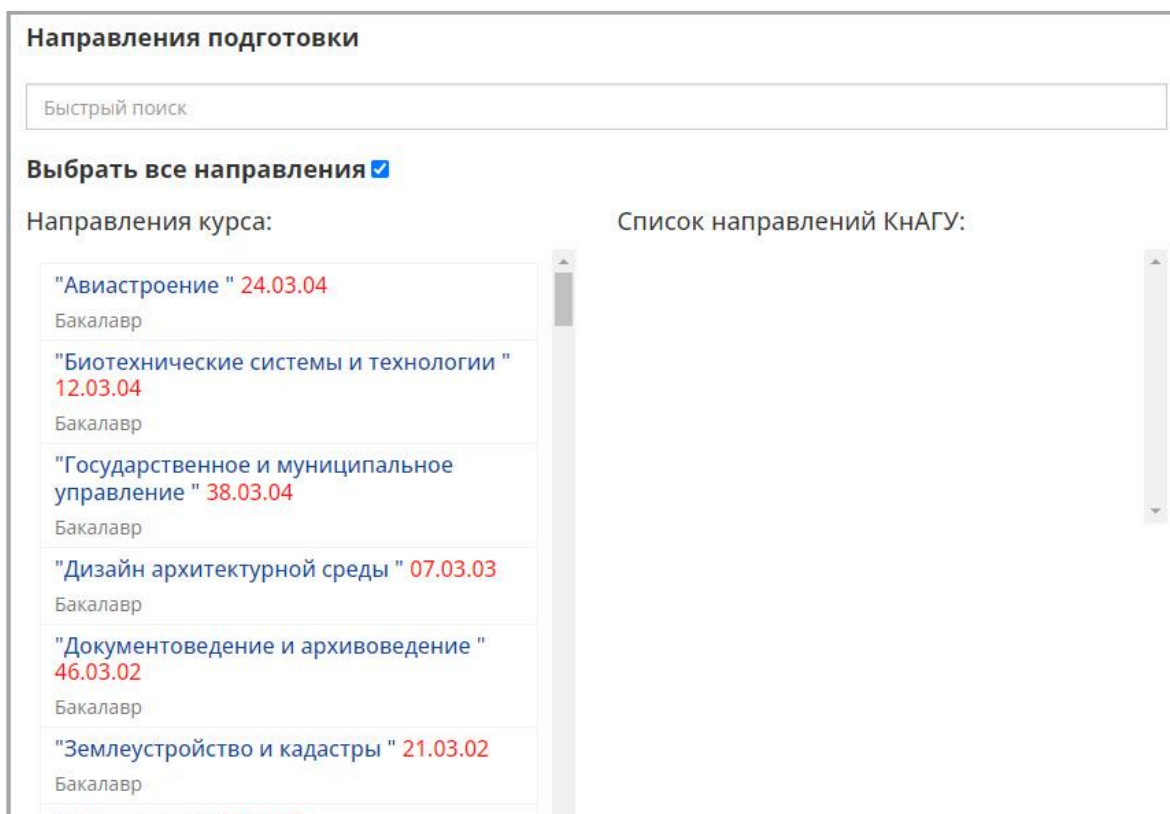 Направления подготовки
Быстрый поиск
Выбрать все направления
Направления курса:
Список направлений КнАГУ:
"Авиастроение " 24.03.04
Бакалавр
"Биотехнические системы и технологии "
12.03.04
Бакалавр
"Государственное и муниципальное
управление " 38.03.04
Бакалавр
"Дизайн архитектурной среды " 07.03.03
Бакалавр
"Документоведение и архивоведение "
46.03.02
Бакалавр
"Землеустройство и кадастры " 21.03.02
Бакалавр